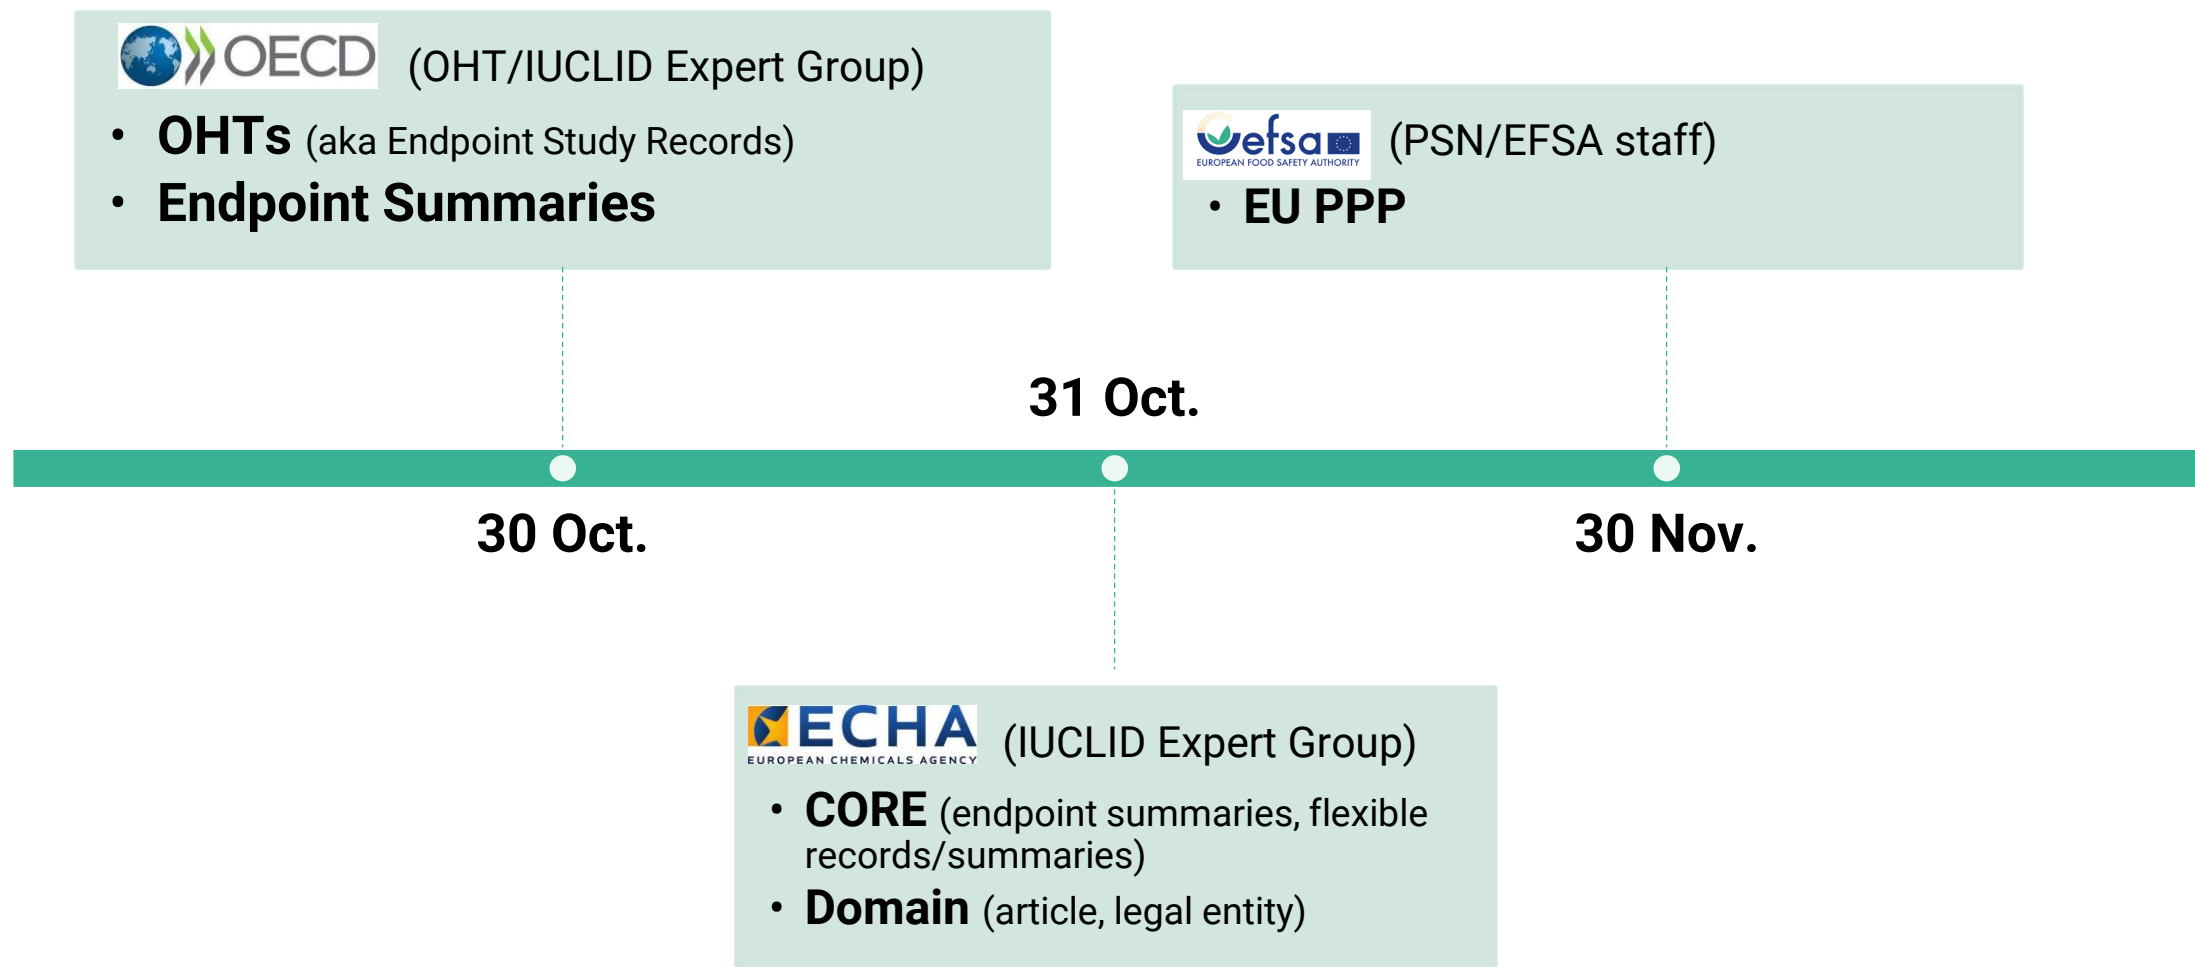 OECD (OHT/IUCLID Expert Group)
• OHTs (aka Endpoint Study Records)
• Endpoint Summaries
efsa
EUROPEAN FOOD SAFETY AUTHORITY
(PSN/EFSA staff)
• EU PPP
31 Oct.
30 Oct.
30 Nov.
ECHA
EUROPEAN CHEMICALS AGENCY
(IUCLID Expert Group)
• CORE (endpoint summaries, flexible
records/summaries)
• Domain (article, legal entity)